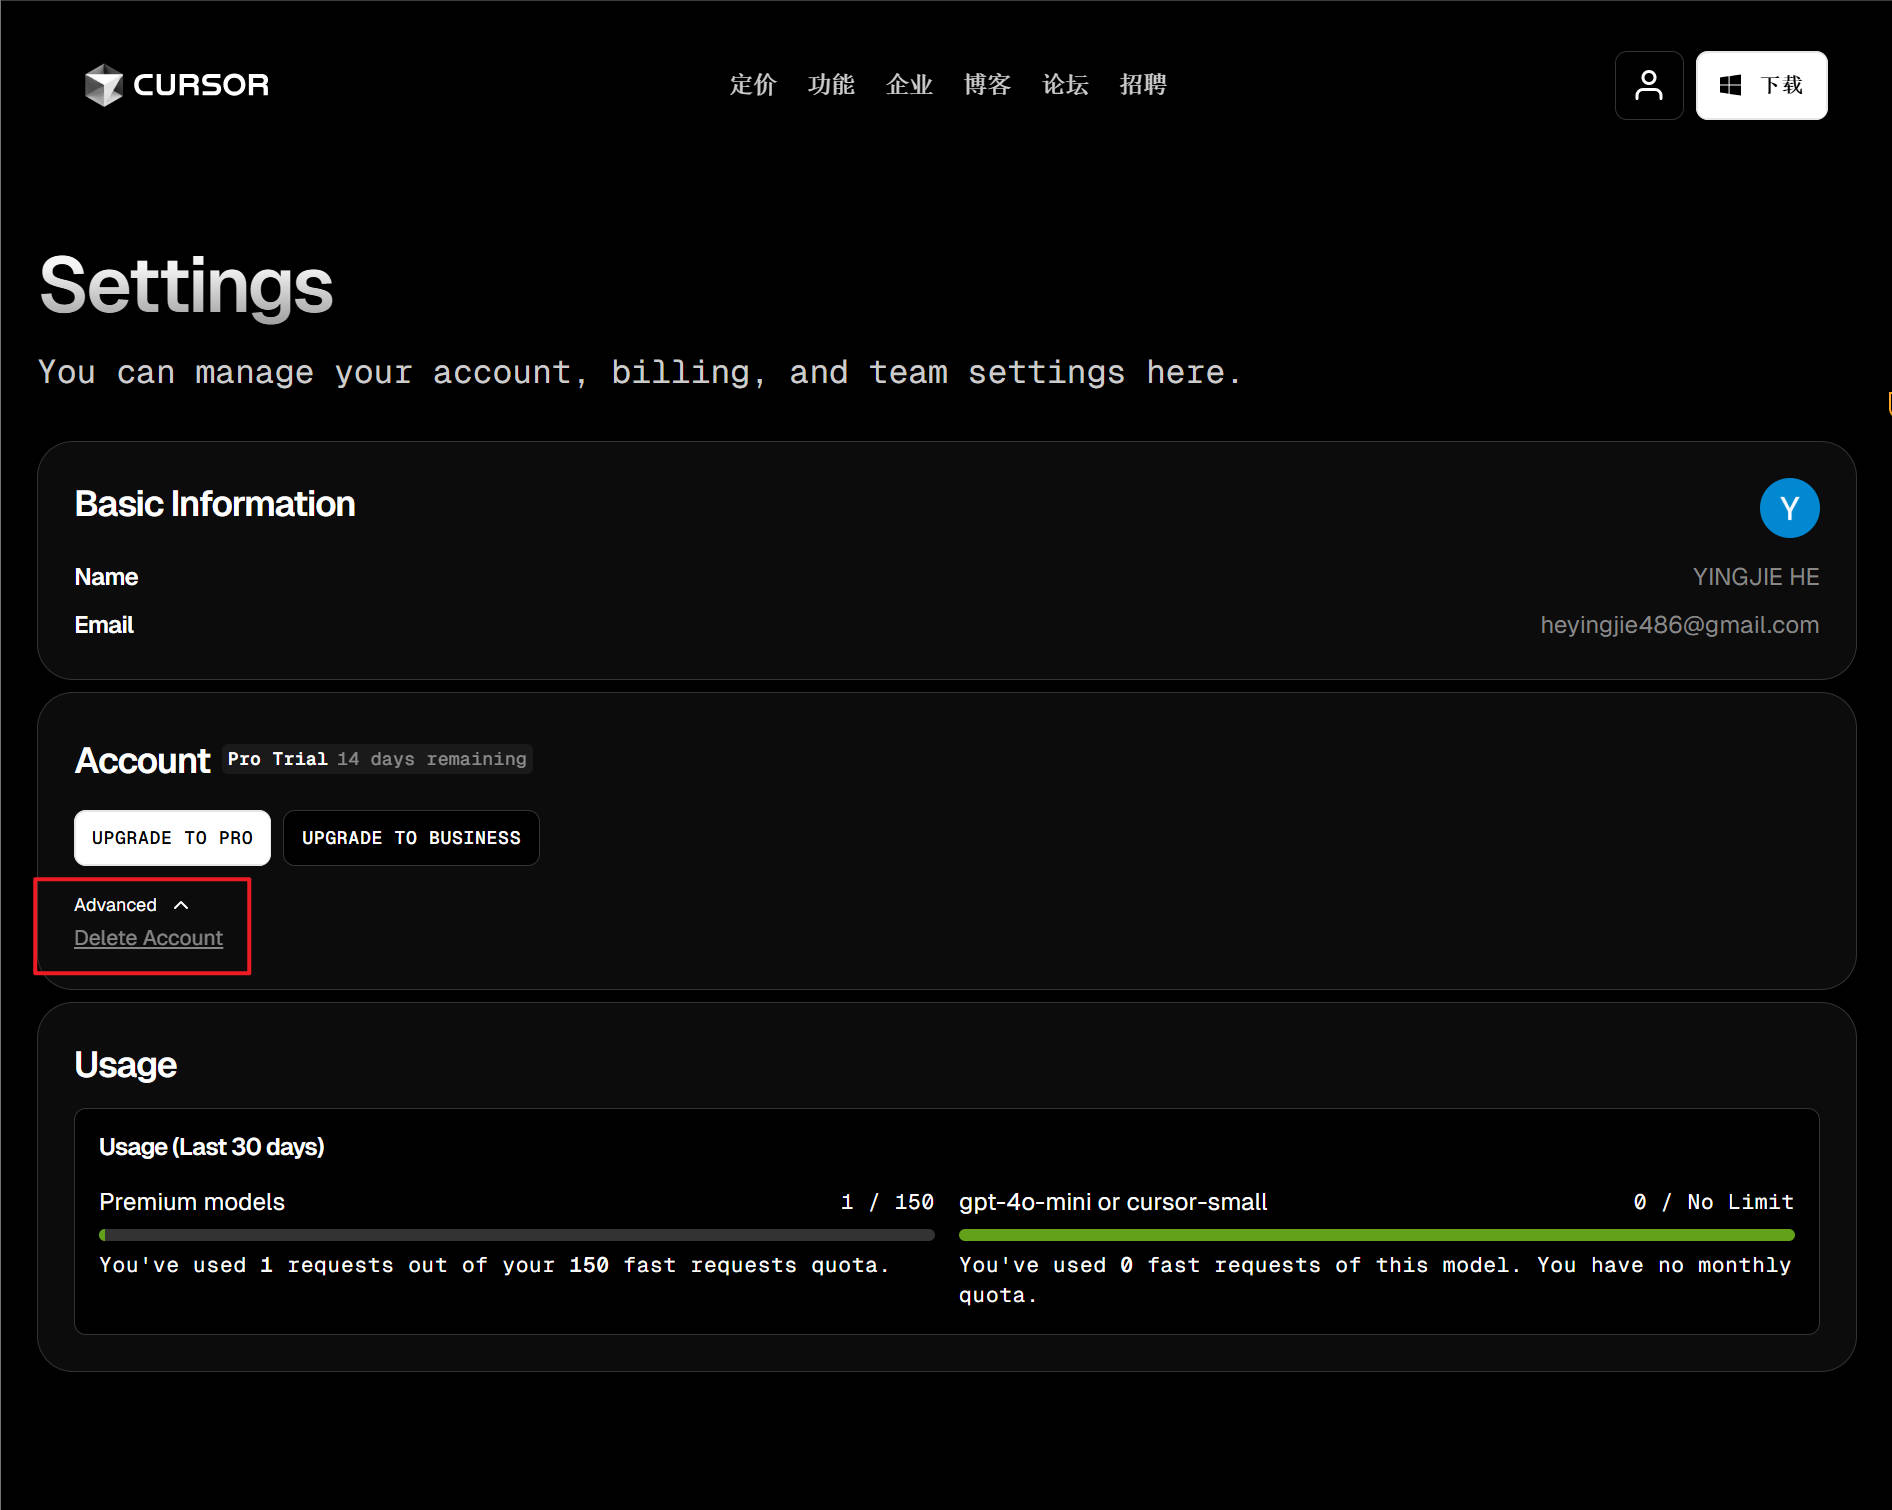 CURSOR
定价 功能 企业 博客 论坛 招聘
下载
Settings
You can manage your account, billing, and team settings here.
Basic Information
Y
Name
YINGJIE HE
Email
heyingjie486@gmail.com
Account Pro Trial 14 days remaining
UPGRADE TO PRO
UPGRADE TO BUSINESS
Advanced
Delete Account
Usage
Usage (Last 30 days)
Premium models 1 / 150
You've used 1 requests out of your 150 fast requests quota.
gpt-4o-mini or cursor-small 0 / No Limit
You've used 0 fast requests of this model. You have no monthly
quota.